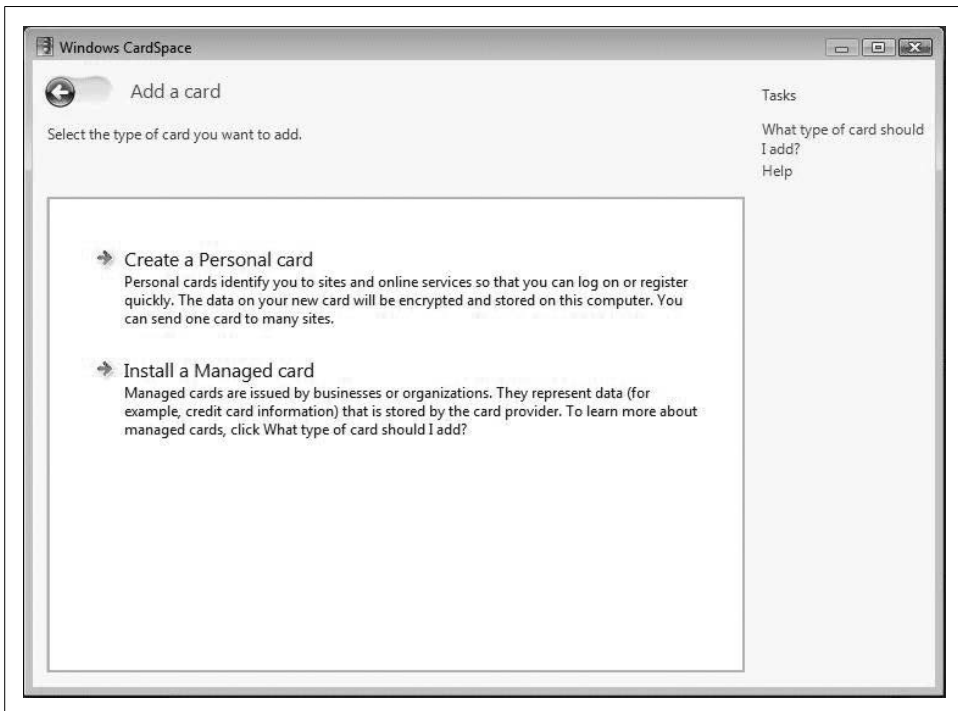 Windows CardSpace
Add a card
Select the type of card you want to add.
Tasks
What type of card should
I add?
Help
Create a Personal card
Personal cards identify you to sites and online services so that you can log on or register
quickly. The data on your new card will be encrypted and stored on this computer. You
can send one card to many sites.
Install a Managed card
Managed cards are issued by businesses or organizations. They represent data (for
example, credit card information) that is stored by the card provider. To learn more about
managed cards, click What type of card should I add?